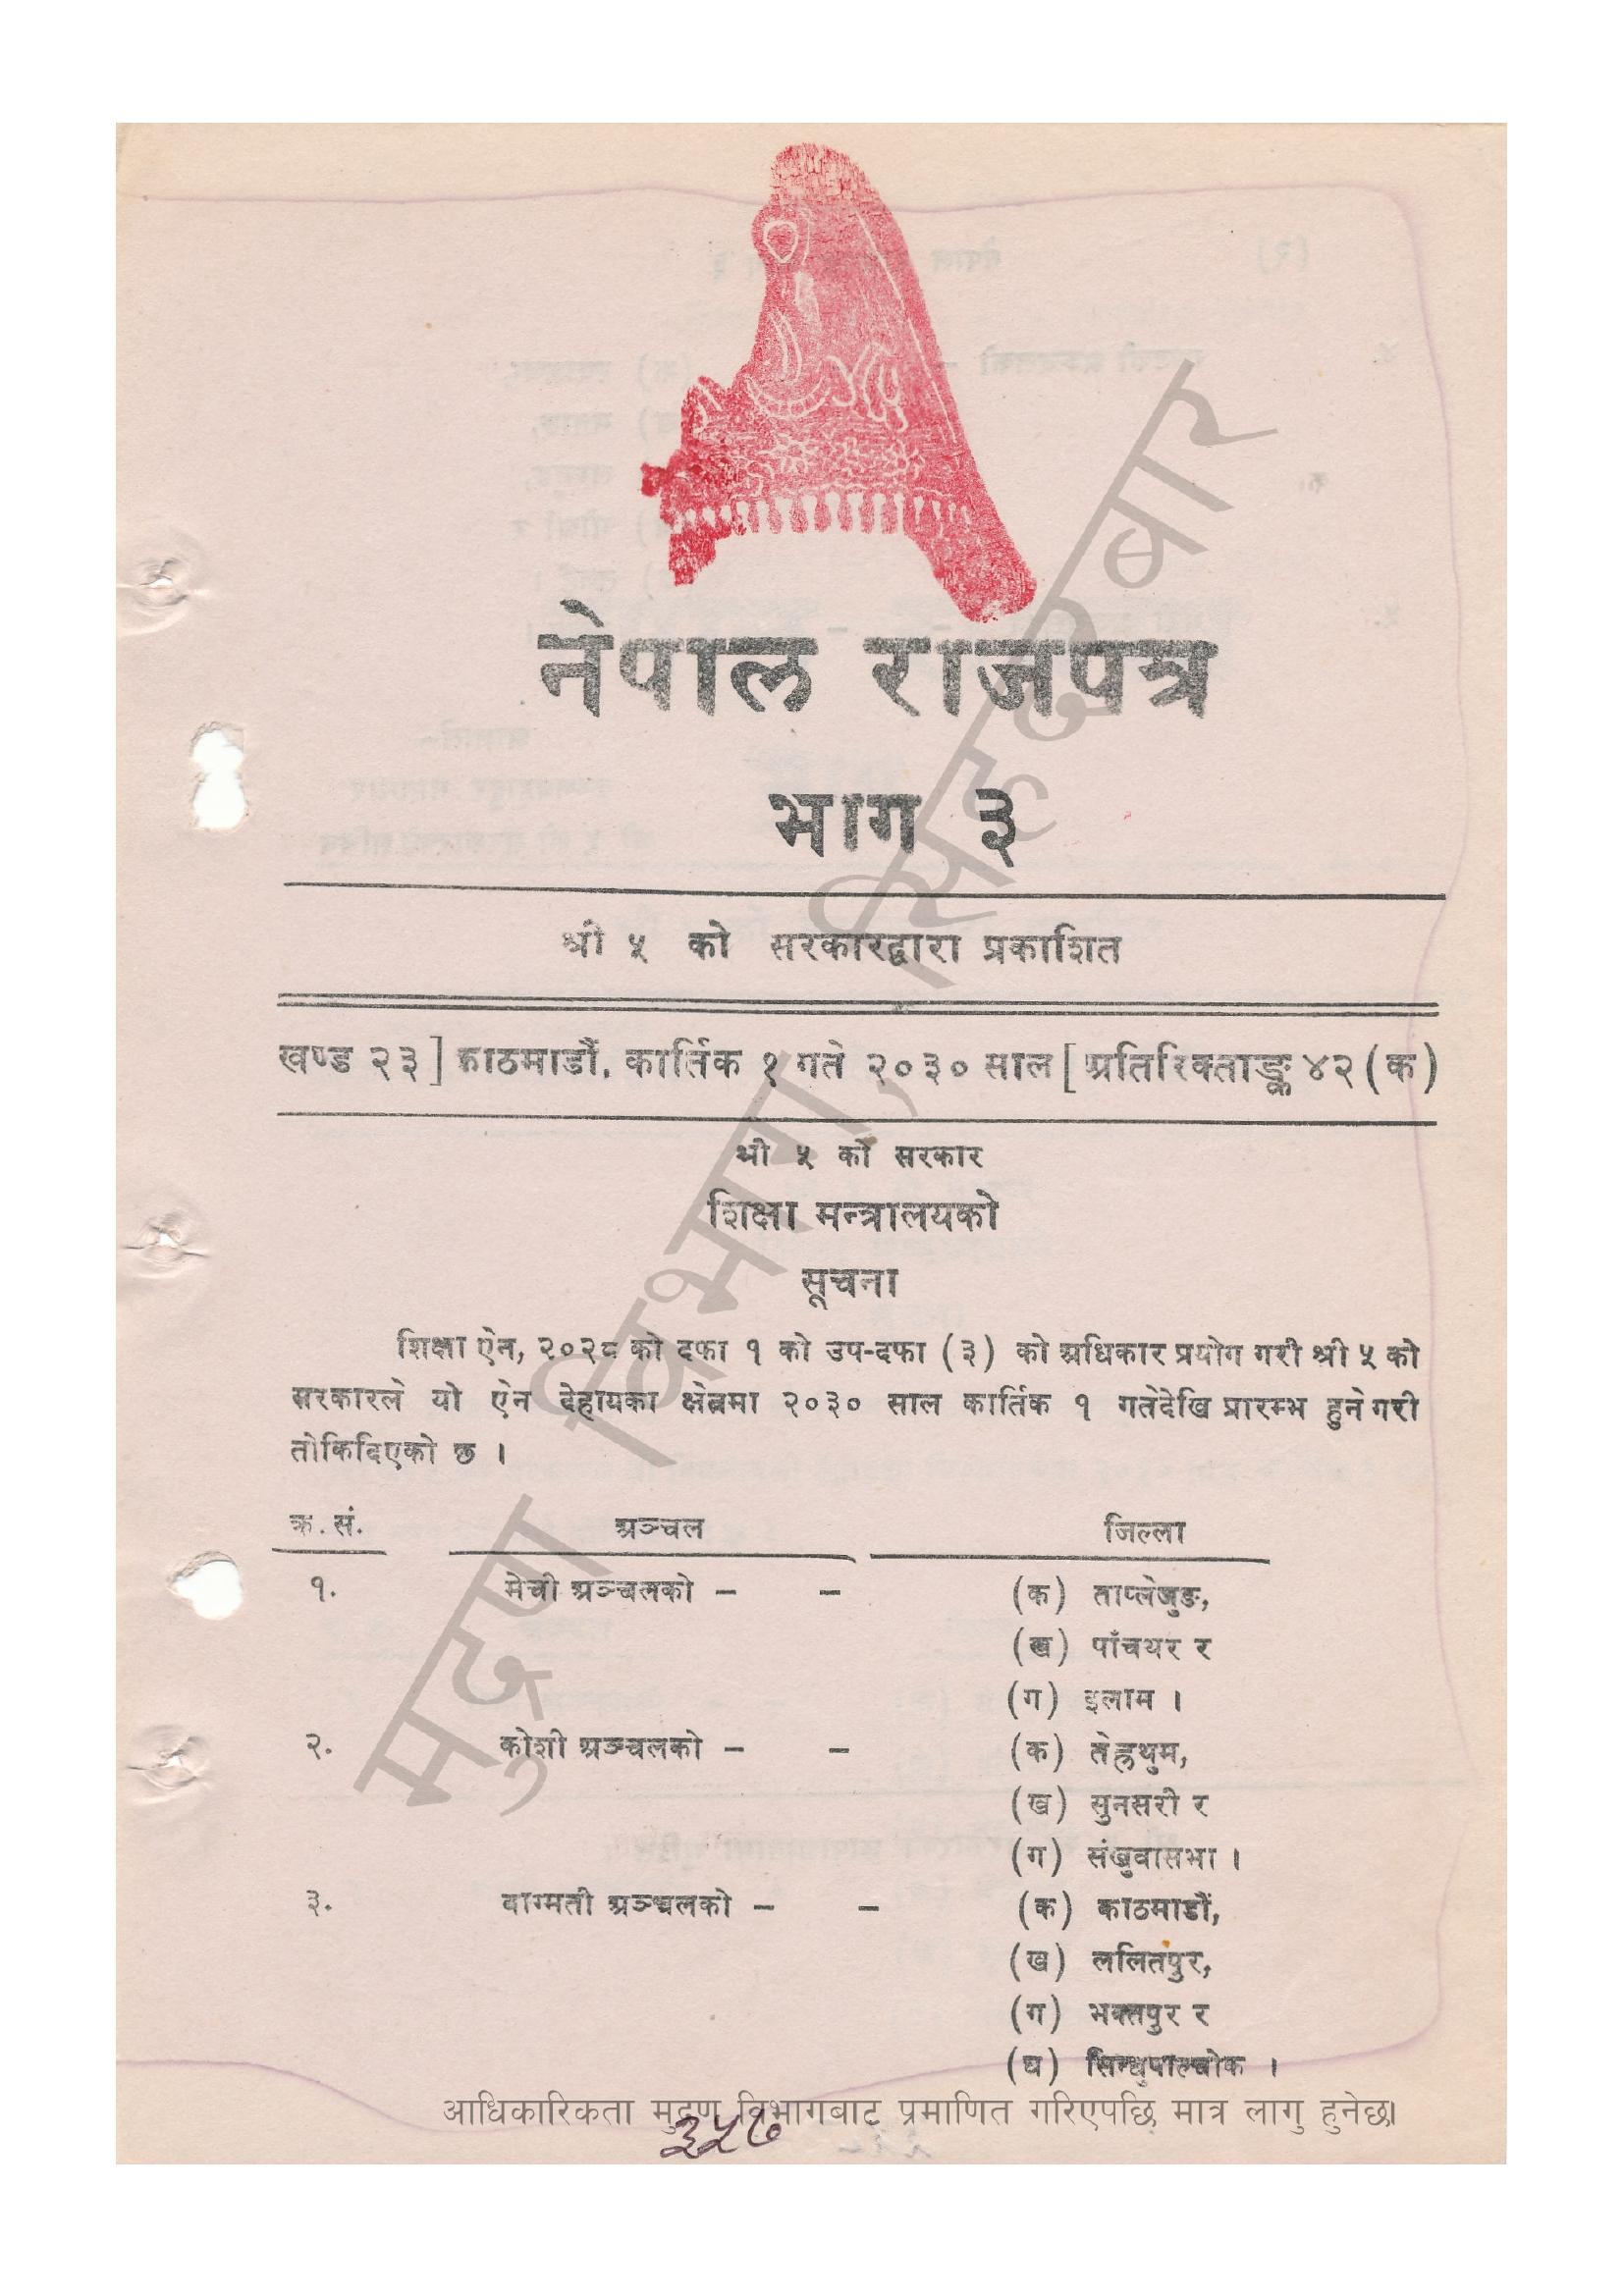 नेपाल राजपत्र
भाग ३
श्री ५ को सरकारद्वारा प्रकाशित
खण्ड २३] काठमाडौं, कार्तिक १ गते २०३० साल [अतिरिक्ताङ्क ४२ (क)
श्री ५ को सरकार
शिक्षा मन्त्रालयको
सूचना
शिक्षा ऐन, २०२८ को दफा १ को उप-दफा (३) को अधिकार प्रयोग गरी श्री ५ को
सरकारले यो ऐन देहायका क्षेत्रमा २०३० साल कार्तिक १ गतेदेखि प्रारम्भ हुने गरी
तोकिदिएको छ ।
क्र. सं. अञ्चल जिल्ला
१. मेची अञ्चलको – – (क) ताप्लेजुङ,
(ख) पाँचथर र
(ग) इलाम ।
२. कोशी अञ्चलको – – (क) तेह्रथुम,
(ख) सुनसरी र
(ग) संखुवासभा ।
३. वाग्मती अञ्चलको – – (क) काठमाडौं,
(ख) ललितपुर,
(ग) भक्तपुर र
(घ) सिन्धुपाल्चोक ।
आधिकारिकता मुद्रण विभागबाट प्रमाणित गरिएपछि मात्र लागु हुनेछ।
३५७
मुद्रण विभाग, सिंहदरवार